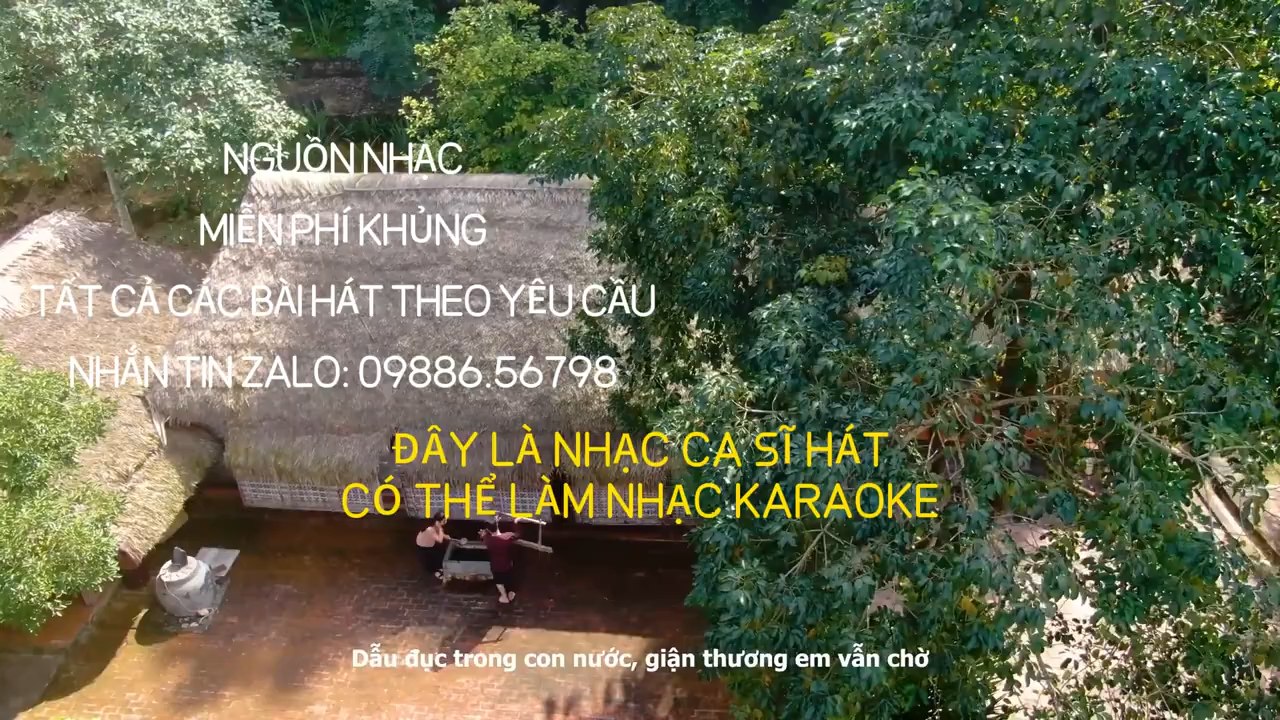 NGUỒN NHẠC
MIỄN PHÍ KHỦNG
TẤT CẢ CÁC BÀI HÁT THEO YÊU CẦU
NHẮN TIN ZALO: 09886.56798
ĐÂY LÀ NHẠC CA SĨ HÁT
CÓ THỂ LÀM NHẠC KARAOKE
Dẫu đục trong con nước, giận thương em vẫn chờ